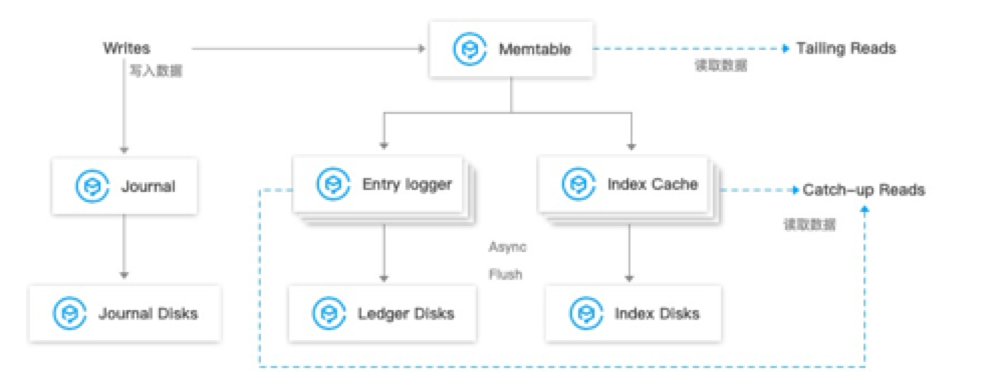 Writes
Memtable
Tailing Reads
写入数据
读取数据
Journal
Entry logger
Index Cache
Catch-up Reads
读取数据
Async
Flush
Journal Disks
Ledger Disks
Index Disks